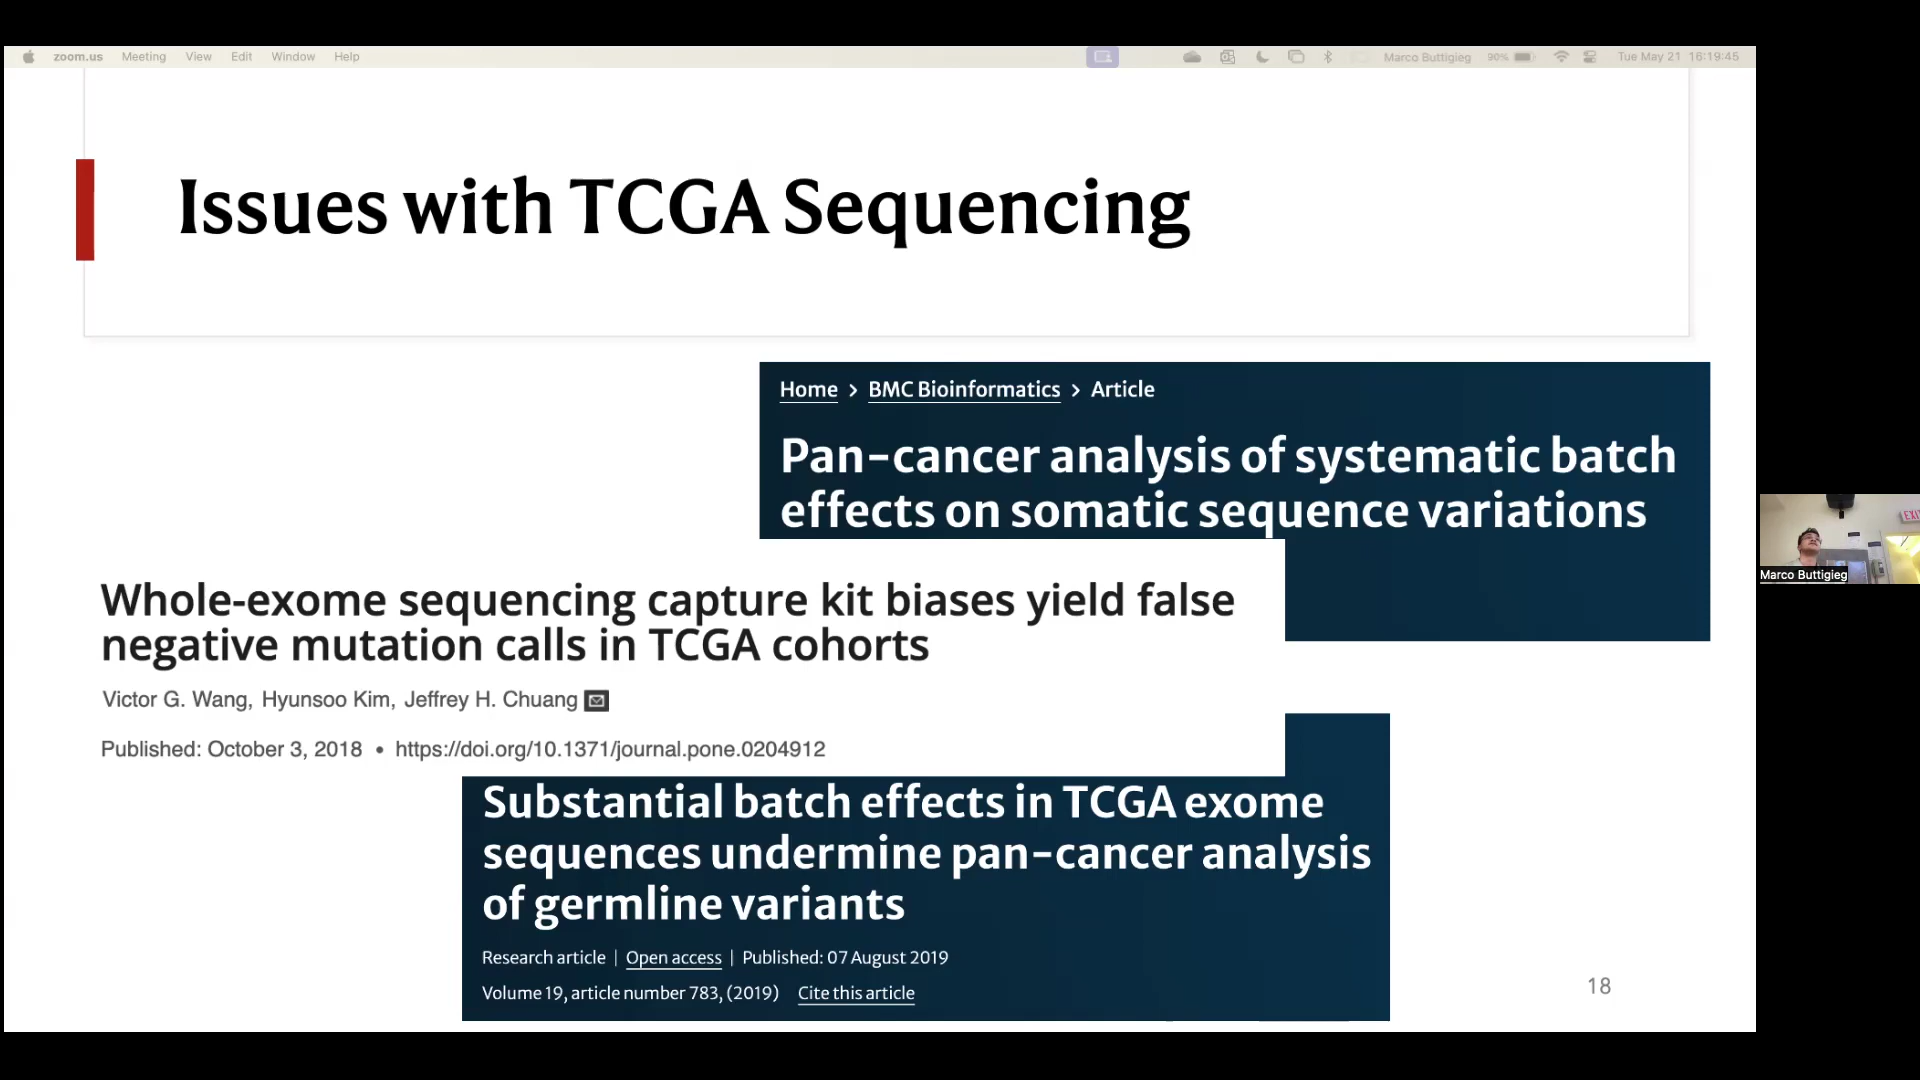 zoom.us Meeting View Edit Window Help Marco Buttigieg 90% Tue May 21 16:19:45
Issues with TCGA Sequencing
Home > BMC Bioinformatics > Article
Pan-cancer analysis of systematic batch
effects on somatic sequence variations
Whole-exome sequencing capture kit biases yield false
negative mutation calls in TCGA cohorts
Victor G. Wang, Hyunsoo Kim, Jeffrey H. Chuang
Published: October 3, 2018 • https://doi.org/10.1371/journal.pone.0204912
Substantial batch effects in TCGA exome
sequences undermine pan-cancer analysis
of germline variants
Research article | Open access | Published: 07 August 2019
Volume 19, article number 783, (2019) Cite this article
18
EXI
Marco Buttigieg